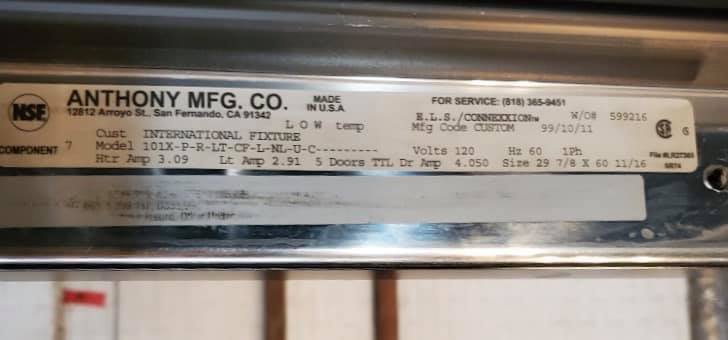 NSF
COMPONENT
ANTHONY MFG. CO. MADE IN U.S.A.
12812 Arroyo St., San Fernando, CA 91342
FOR SERVICE: (818) 365-9451
LOW temp
E.L.S./CONNEXXION™ W/O# 599216
Cust INTERNATIONAL FIXTURE
Mfg Code CUSTOM 99/10/11
7 Model 101X-P-R-LT-CF-L-NL-U-C---------
Volts 120 Hz 60 1Ph
Htr Amp 3.09 Lt Amp 2.91 5 Doors TTL Dr Amp 4.050 Size 29 7/8 X 60 11/16
G